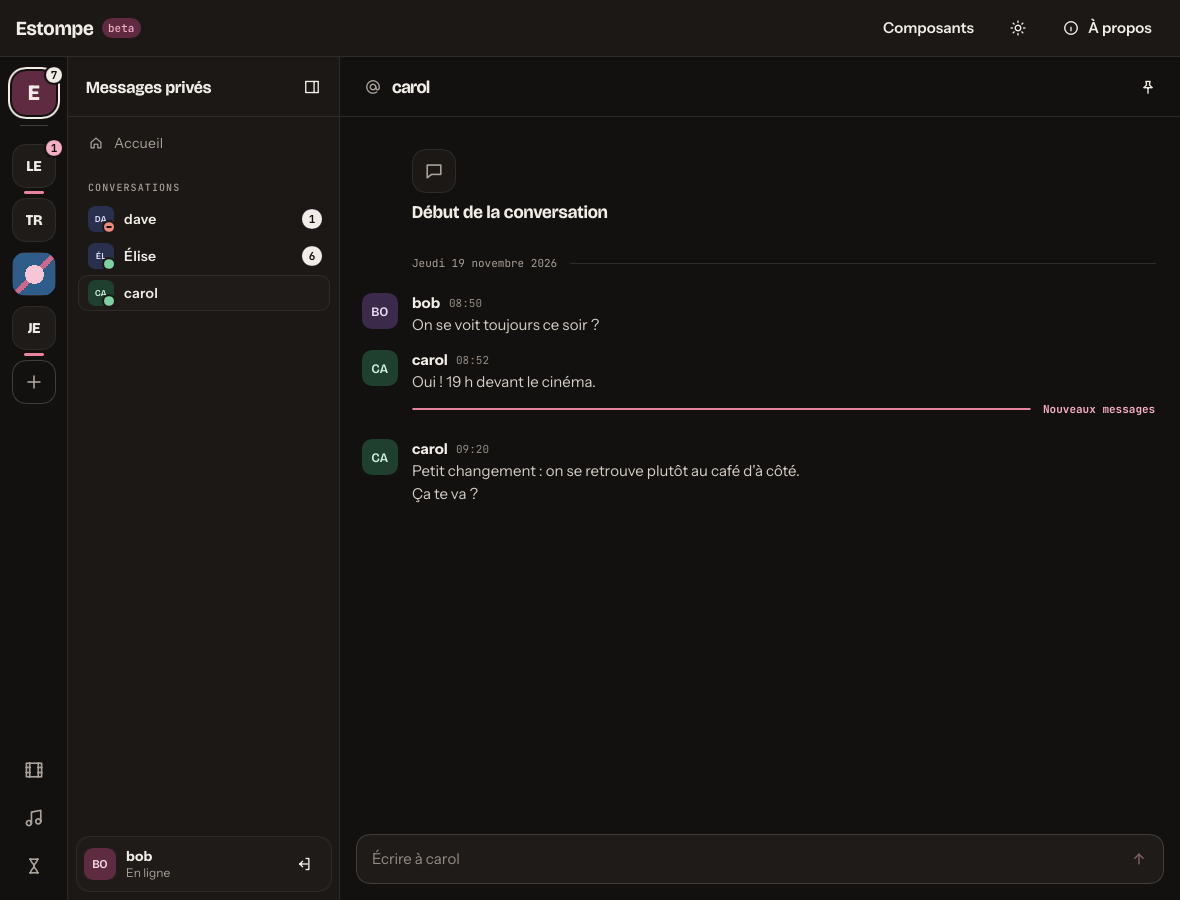 Estompe beta
Composants
À propos
E 7
LE 1
TR
JE
Messages privés
Accueil
CONVERSATIONS
DA dave 1
ÉL Élise 6
CA carol
BO bob
En ligne
carol
Début de la conversation
Jeudi 19 novembre 2026
BO bob 08:50
On se voit toujours ce soir ?
CA carol 08:52
Oui ! 19 h devant le cinéma.
Nouveaux messages
CA carol 09:20
Petit changement : on se retrouve plutôt au café d'à côté.
Ça te va ?
Écrire à carol